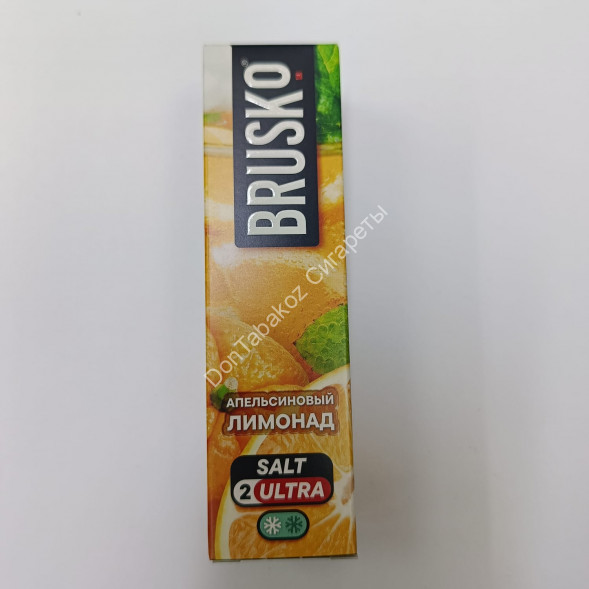 BRUSKO®
DonTabakoz Сигареты
АПЕЛЬСИНОВЫЙ
ЛИМОНАД
SALT
2 ULTRA